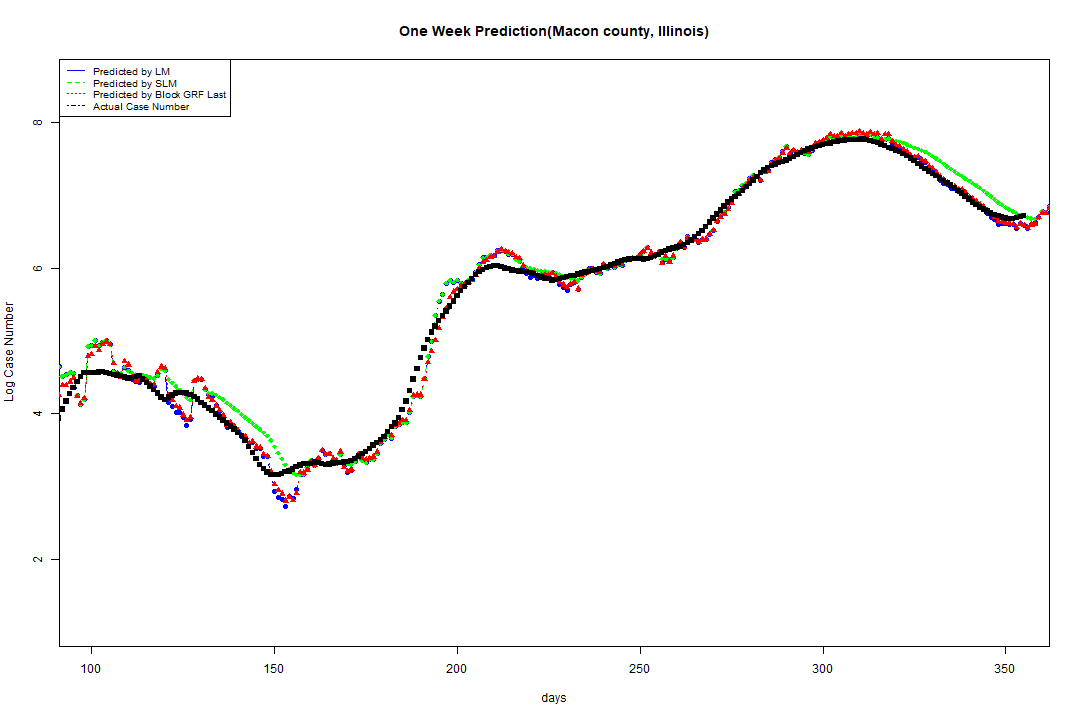 One Week Prediction(Macon county, Illinois)
Predicted by LM
Predicted by SLM
Predicted by Block GRF Last
Actual Case Number
8
6
4
2
Log Case Number
100 150 200 250 300 350
days